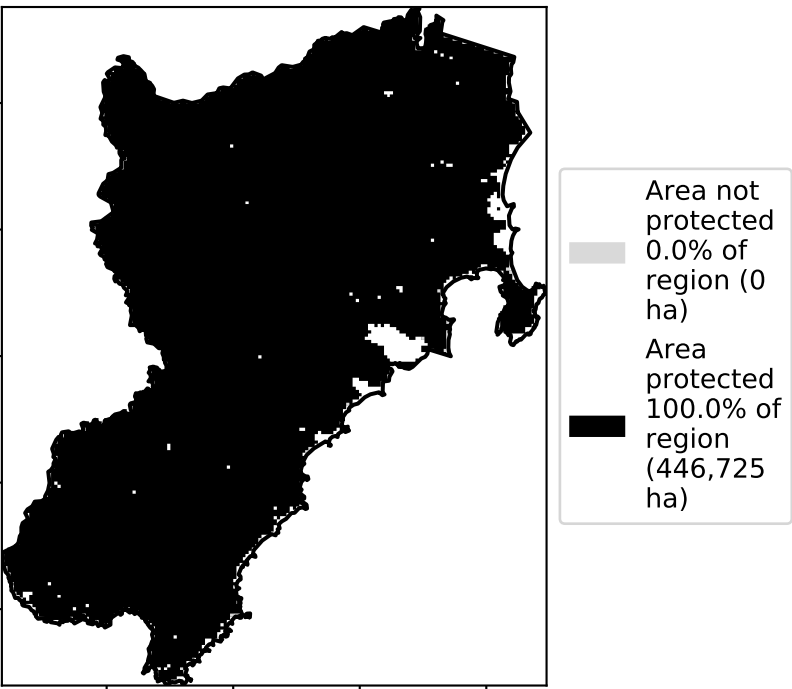 Area not
protected
0.0% of
region (0
ha)
Area
protected
100.0% of
region
(446,725
ha)